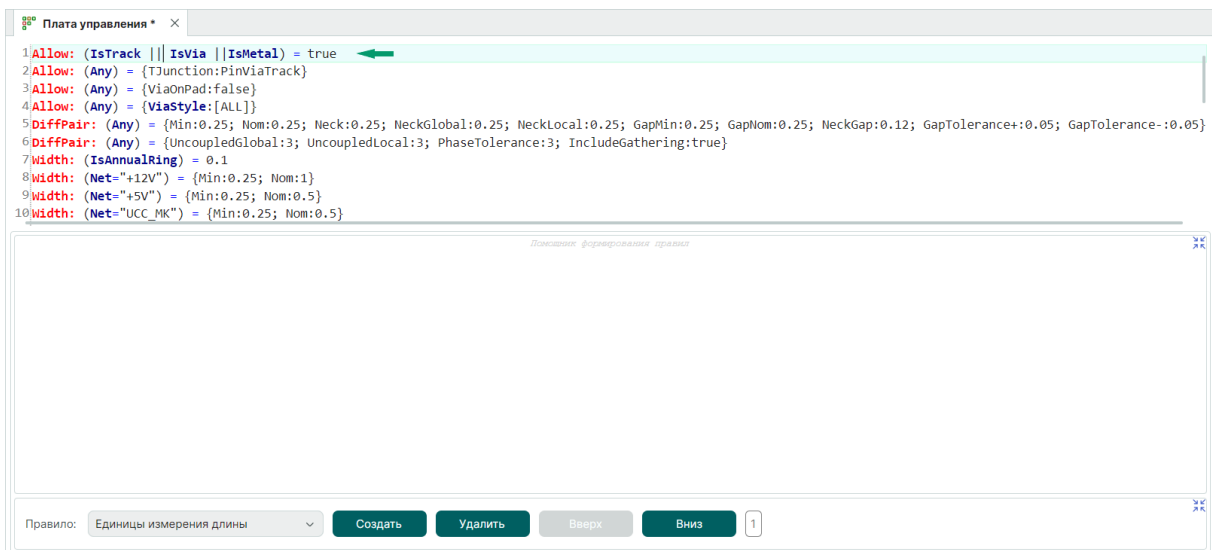 Плата управления *
1 Allow: (IsTrack || IsVia ||IsMetal) = true
2 Allow: (Any) = {TJunction:PinViaTrack}
3 Allow: (Any) = {ViaOnPad:false}
4 Allow: (Any) = {ViaStyle:[ALL]}
5 DiffPair: (Any) = {Min:0.25; Nom:0.25; Neck:0.25; NeckGlobal:0.25; NeckLocal:0.25; GapMin:0.25; GapNom:0.25; NeckGap:0.12; GapTolerance+:0.05; GapTolerance-:0.05}
6 DiffPair: (Any) = {UncoupledGlobal:3; UncoupledLocal:3; PhaseTolerance:3; IncludeGathering:true}
7 Width: (IsAnnualRing) = 0.1
8 Width: (Net="+12V") = {Min:0.25; Nom:1}
9 Width: (Net="+5V") = {Min:0.25; Nom:0.5}
10 Width: (Net="UCC_MK") = {Min:0.25; Nom:0.5}
Помощник формирования правил
Правило: Единицы измерения длины Создать Удалить Вверх Вниз 1